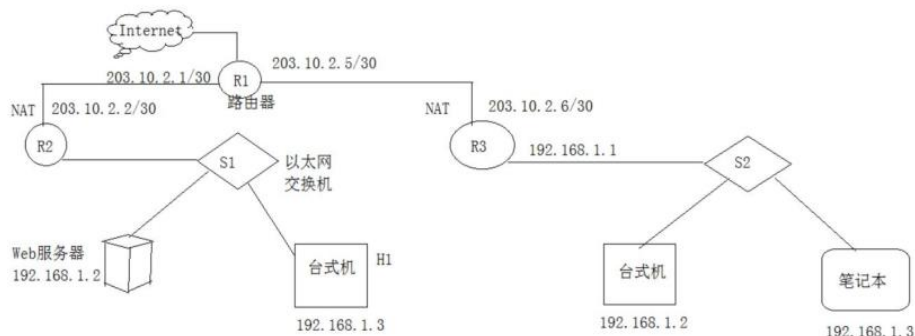 Internet
203.10.2.1/30
R1
203.10.2.5/30
路由器
NAT
203.10.2.2/30
NAT
203.10.2.6/30
R2
S1
以太网
交换机
R3
192.168.1.1
S2
Web服务器
192.168.1.2
台式机
H1
192.168.1.3
台式机
192.168.1.2
笔记本
192.168.1.3